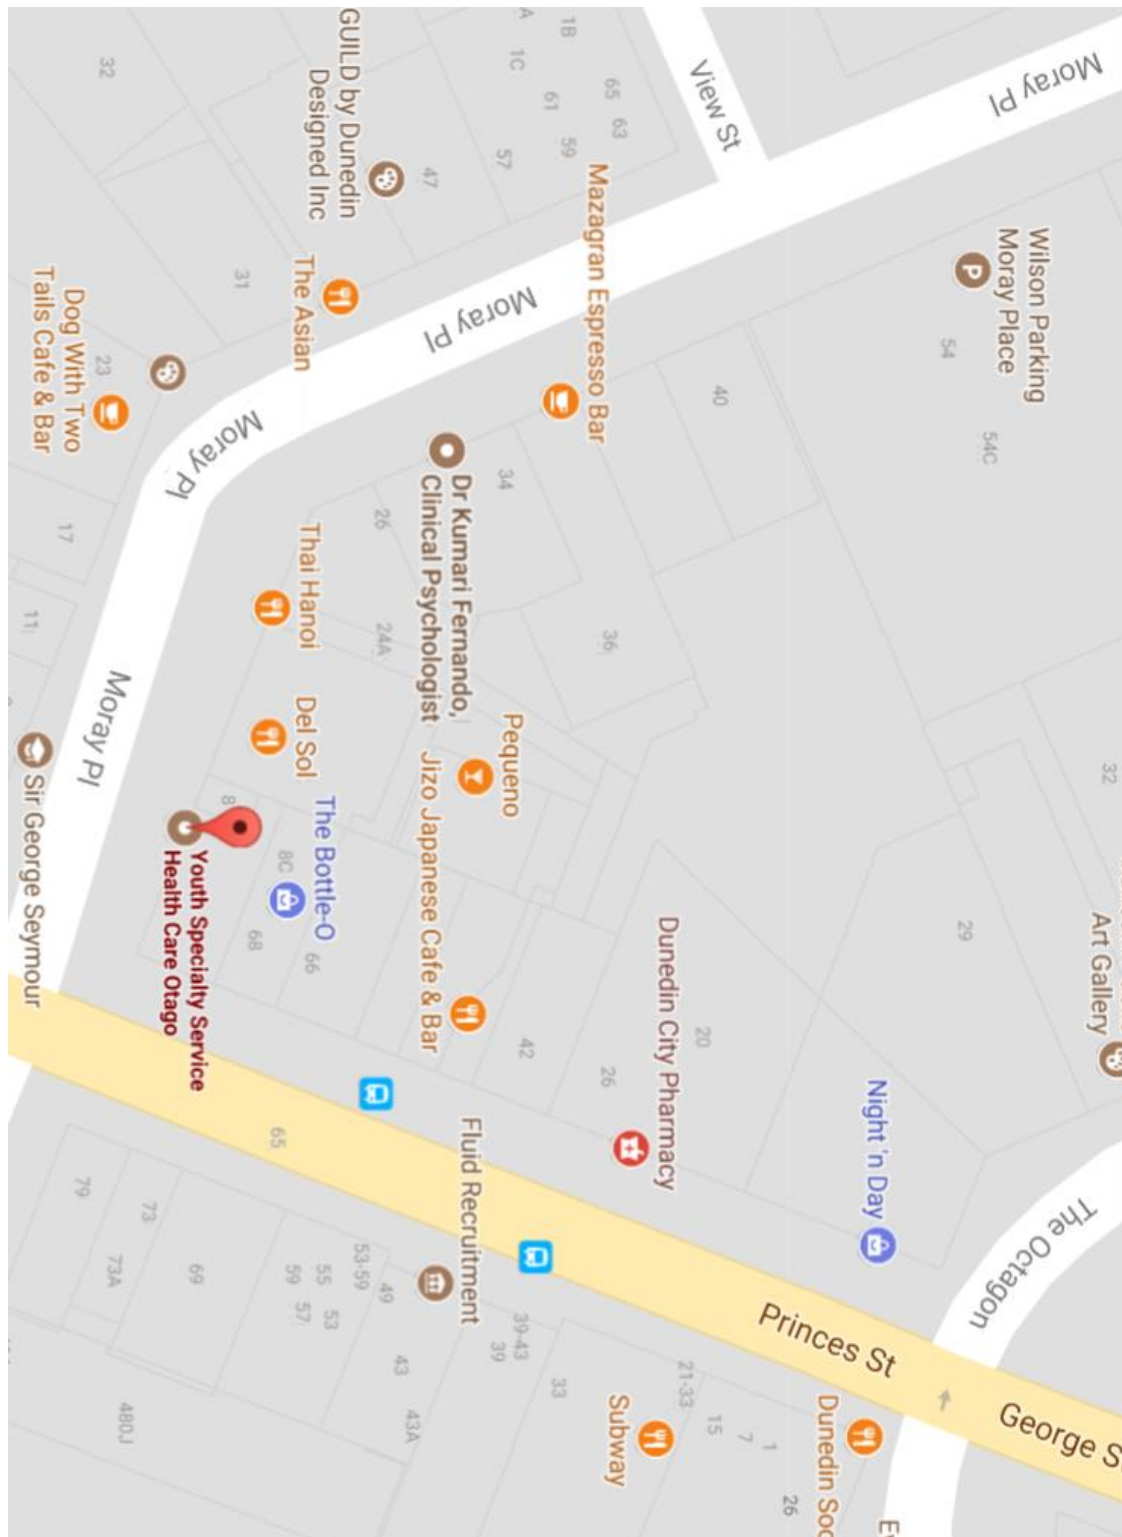 Moray Pl
32
Art Gallery
The Octagon
George S
Wilson Parking
Moray Place
54
54C
29
Night 'n Day
Princes St
Dunedin Soc
26
1
7
15
21-33
View St
40
20
Dunedin City Pharmacy
Subway
65
63
1B
61
59
1C
57
Mazagran Espresso Bar
36
26
33
Moray Pl
34
Pequeno
42
39-43
39
47
Dr Kumari Fernando,
Clinical Psychologist
Jizo Japanese Cafe & Bar
Fluid Recruitment
GUILD by Dunedin
Designed Inc
26
24A
49
43
43A
53-59
The Asian
Thai Hanoi
Del Sol
The Bottle-O
8C
66
55
53
59
57
31
Moray Pl
8
68
65
69
Youth Specialty Service
Health Care Otago
32
23
Dog With Two
Tails Cafe & Bar
Moray Pl
73
73A
480J
17
11
79
Sir George Seymour